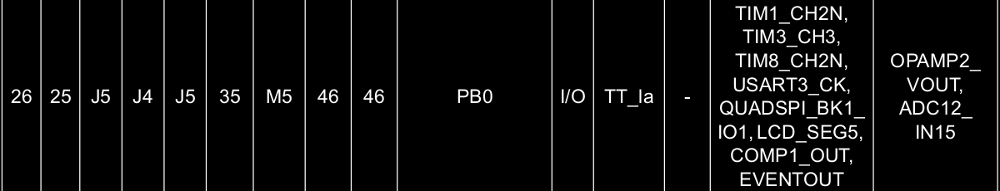 26 25 J5 J4 J5 35 M5 46 46 PB0 I/O TT_la - TIM1_CH2N,
TIM3_CH3,
TIM8_CH2N,
USART3_CK,
QUADSPI_BK1_
IO1, LCD_SEG5,
COMP1_OUT,
EVENTOUT
OPAMP2_
VOUT,
ADC12_
IN15